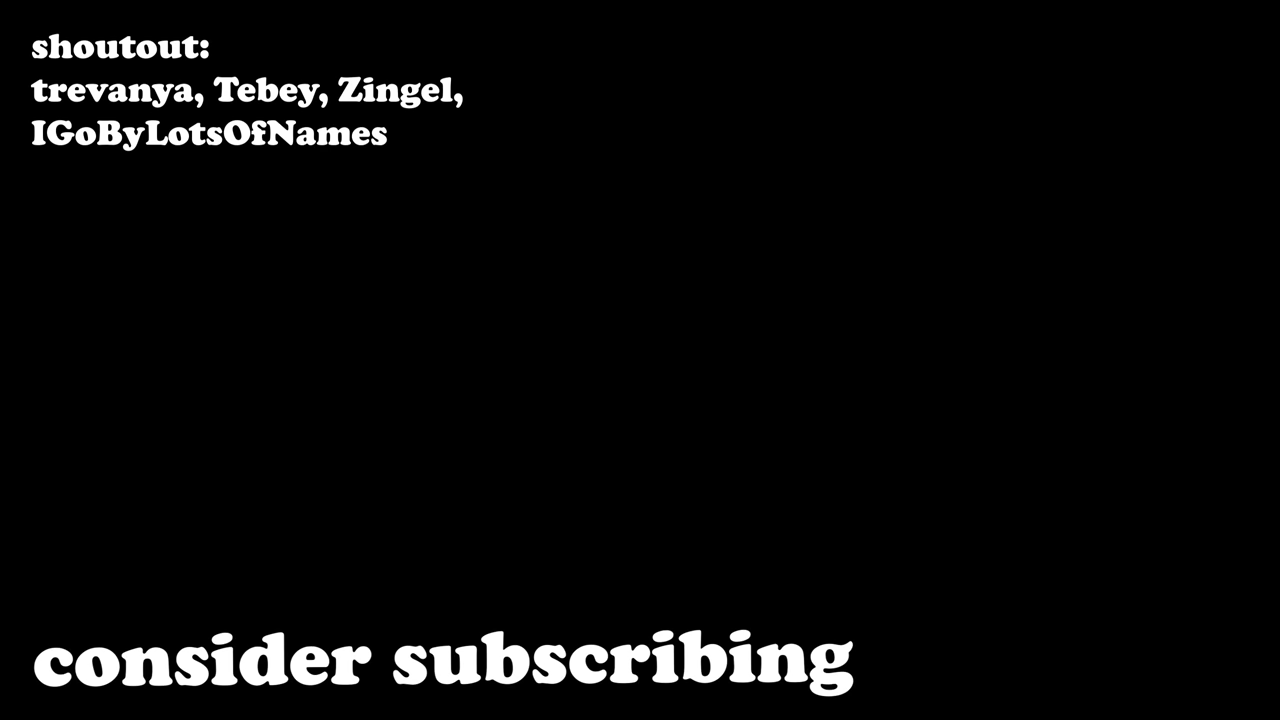 shoutout:
trevanya, Tebey, Zingel,
IGoByLotsOfNames
consider subscribing